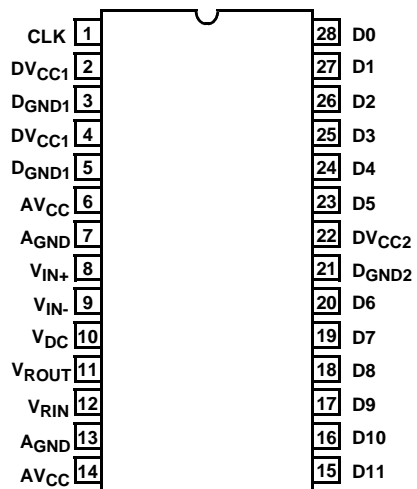 CLK 1 28 D0
DVCC1 2 27 D1
DGND1 3 26 D2
DVCC1 4 25 D3
DGND1 5 24 D4
AVCC 6 23 D5
AGND 7 22 DVCC2
VIN+ 8 21 DGND2
VIN- 9 20 D6
VDC 10 19 D7
VROUT 11 18 D8
VRIN 12 17 D9
AGND 13 16 D10
AVCC 14 15 D11